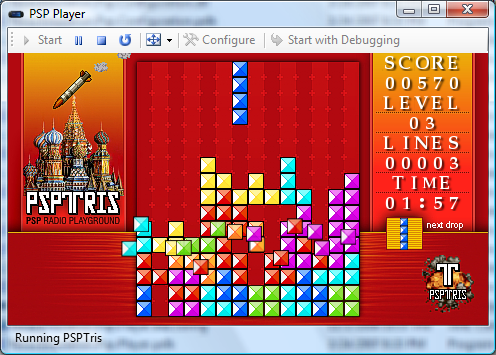 PSP Player
Start
Configure
Start with Debugging
SCORE
00570
LEVEL
03
LINES
00003
TIME
01:57
next drop
PSPTRIS
PSP RADIO PLAYGROUND
T
PSPTRIS
Running PSPTris